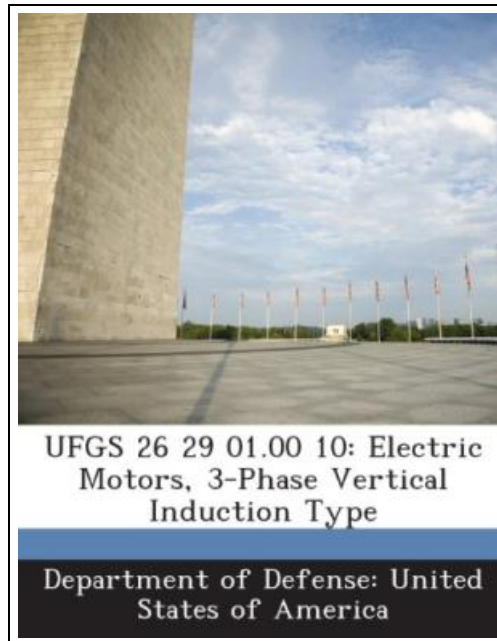 UFGS 26 29 01.00 10: Electric
Motors, 3-Phase Vertical
Induction Type
Department of Defense: United
States of America